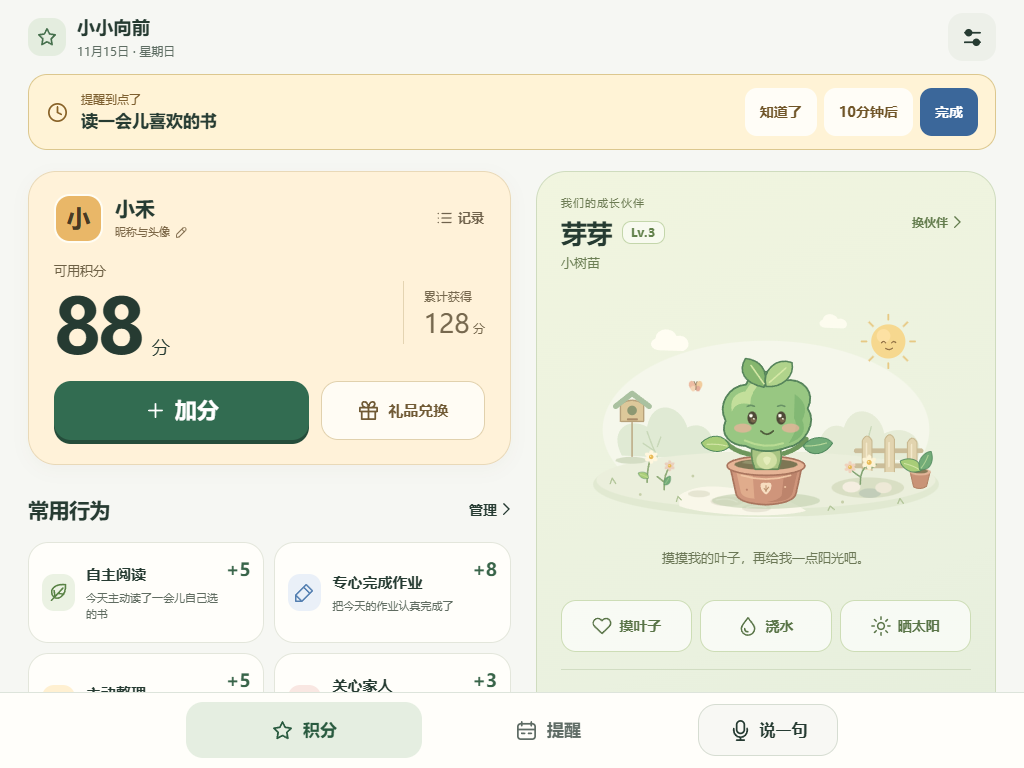 小小向前
11月15日 · 星期日
提醒到点了
读一会儿喜欢的书
知道了
10分钟后
完成
小
小禾
昵称与头像
记录
可用积分
88 分
累计获得
128 分
加分
礼品兑换
我们的成长伙伴
芽芽 Lv.3
小树苗
换伙伴
摸摸我的叶子，再给我一点阳光吧。
摸叶子
浇水
晒太阳
常用行为
管理
自主阅读
+5
今天主动读了一会儿自己选
的书
专心完成作业
+8
把今天的作业认真完成了
主动整理
+5
关心家人
+3
积分
提醒
说一句